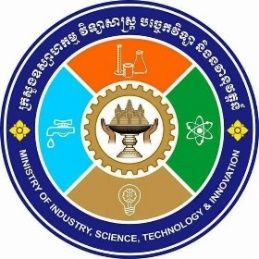 ក្រសួងឧស្សាហកម្ម វិទ្យាសាស្ត្រ បច្ចេកវិទ្យា និងនវានុវត្តន៍
MINISTRY OF INDUSTRY, SCIENCE, TECHNOLOGY & INNOVATION